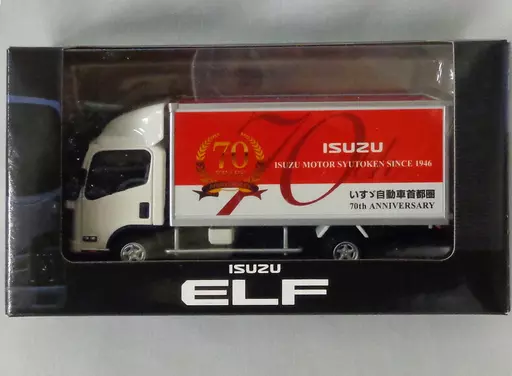 70
ISUZU
ISUZU MOTOR SYUTOKEN SINCE 1946
70th
いすゞ自動車首都圏
70th ANNIVERSARY
ISUZU
ELF